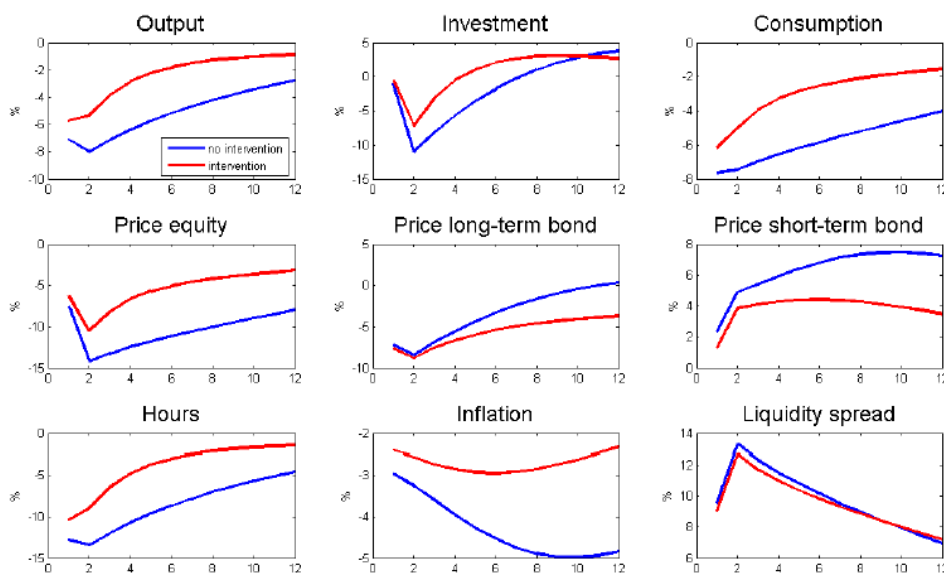 Output
Investment
Consumption
0
-2
-4
-6
-8
-10
%
0 2 4 6 8 10 12
no intervention
intervention
5
0
-5
-10
-15
%
0 2 4 6 8 10 12
0
-2
-4
-6
-8
%
0 2 4 6 8 10 12
Price equity
Price long-term bond
Price short-term bond
0
-5
-10
-15
%
0 2 4 6 8 10 12
5
0
-5
-10
-15
%
0 2 4 6 8 10 12
8
6
4
2
0
%
0 2 4 6 8 10 12
Hours
Inflation
Liquidity spread
0
-5
-10
-15
%
0 2 4 6 8 10 12
-2
-3
-4
-5
%
0 2 4 6 8 10 12
14
12
10
8
6
%
0 2 4 6 8 10 12